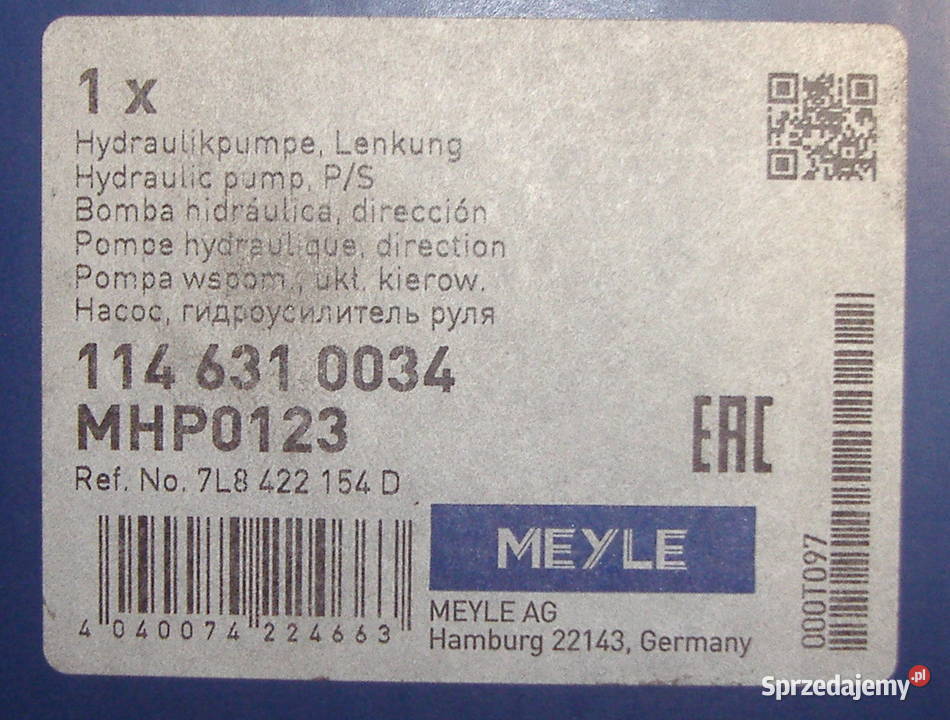 1 x
Hydraulikpumpe, Lenkung
Hydraulic pump, P/S
Bomba hidráulica, dirección
Pompe hydraulique, direction
Pompa wspom., ukł. kierow.
Насос, гидроусилитель руля
114 631 0034
MHP0123
Ref. No. 7L8 422 154 D
EAC
MEYLE
MEYLE AG
Hamburg 22143, Germany
4 040074 224663
000T097
Sprzedajemy.pl